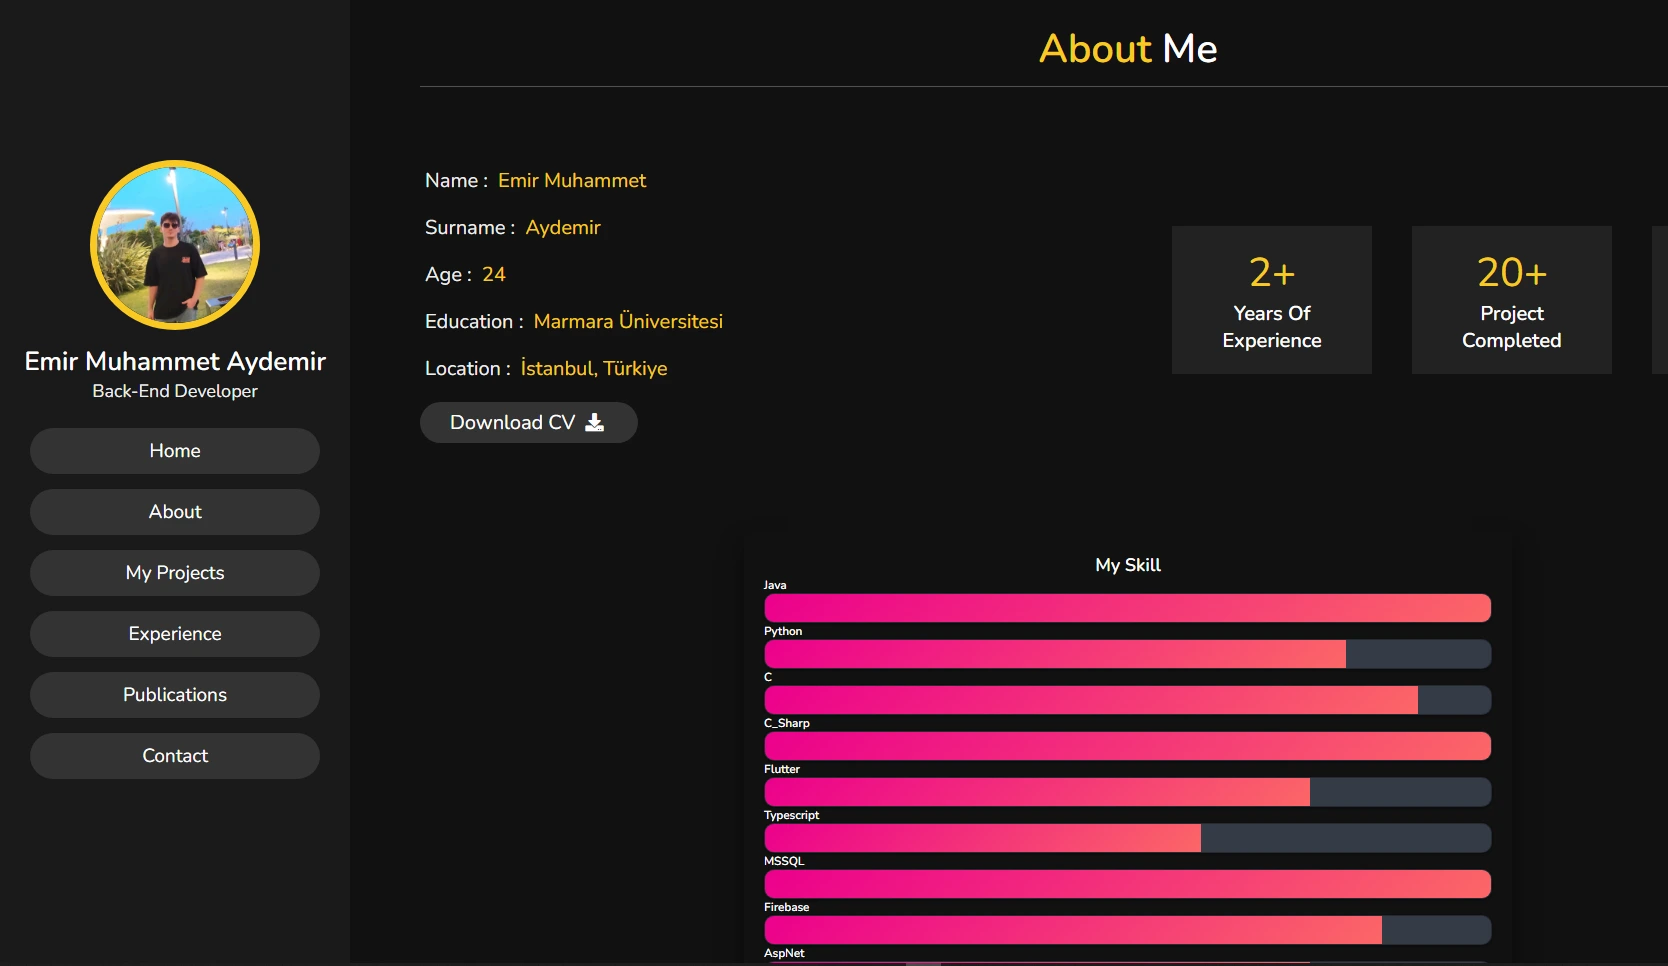 Emir Muhammet Aydemir
Back-End Developer
Home
About
My Projects
Experience
Publications
Contact
About Me
Name : Emir Muhammet
Surname : Aydemir
Age : 24
Education : Marmara Üniversitesi
Location : İstanbul, Türkiye
Download CV
2+
Years Of
Experience
20+
Project
Completed
My Skill
Java
Python
C
C_Sharp
Flutter
Typescript
MSSQL
Firebase
AspNet